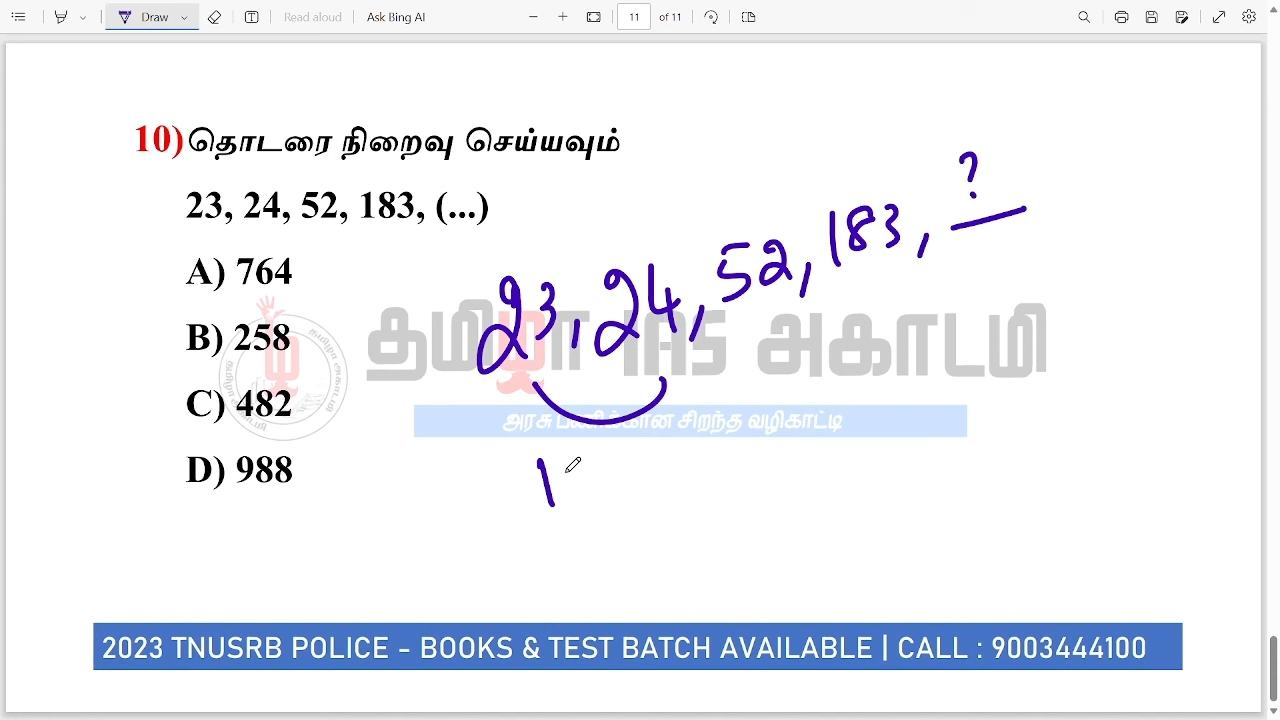 Draw
Read aloud
Ask Bing AI
11
of 11
10) தொடரை நிறைவு செய்யவும்
23, 24, 52, 183, (...)
A) 764
B) 258
C) 482
D) 988
23, 24, 52, 183, ?
1
தமிழா IAS அகாடமி
அரசு பணிக்கான சிறந்த வழிகாட்டி
2023 TNUSRB POLICE - BOOKS & TEST BATCH AVAILABLE | CALL : 9003444100